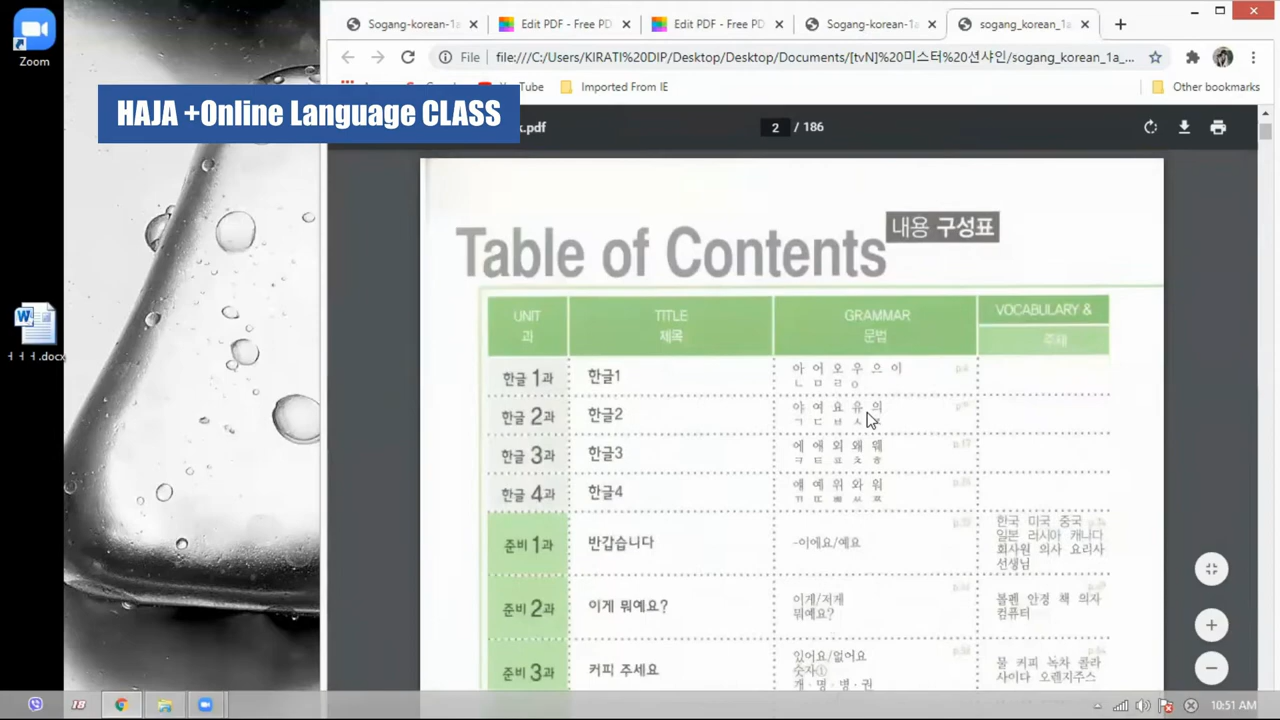 Sogang-korean-1a
Edit PDF - Free PD
Edit PDF - Free PD
Sogang-korean-1a
sogang_korean_1a
File
file:///C:/Users/KIRATI%20DIP/Desktop/Desktop/Documents/[tvN]%20미스터%20션샤인/sogang_korean_1a_...
Imported From IE
Other bookmarks
Zoom
HAJA +Online Language CLASS
.pdf
2 / 186
Table of Contents 내용 구성표
UNIT TITLE GRAMMAR VOCABULARY &
과 제목 문법 주제
한글 1과 한글1 아 어 오 우 으 이
ㄴ ㅁ ㄹ ㅇ
한글 2과 한글2 야 여 요 유 의
ㄱ ㄷ ㅂ ㅅ
한글 3과 한글3 에 애 외 왜 웨
ㅋ ㅌ ㅍ ㅊ ㅎ
한글 4과 한글4 얘 예 위 와 워
ㄲ ㄸ ㅃ ㅆ ㅉ
준비 1과 반갑습니다 -이에요/예요
한국 미국 중국
일본 러시아 캐나다
회사원 의사 요리사
선생님
준비 2과 이게 뭐예요? 이게/저게
뭐예요?
볼펜 안경 책 의자
컴퓨터
준비 3과 커피 주세요 있어요/없어요
숫자①
개·명·병·권
물 커피 녹차 콜라
사이다 오렌지주스
ㅕㅕㅕ.docx
18
10:51 AM